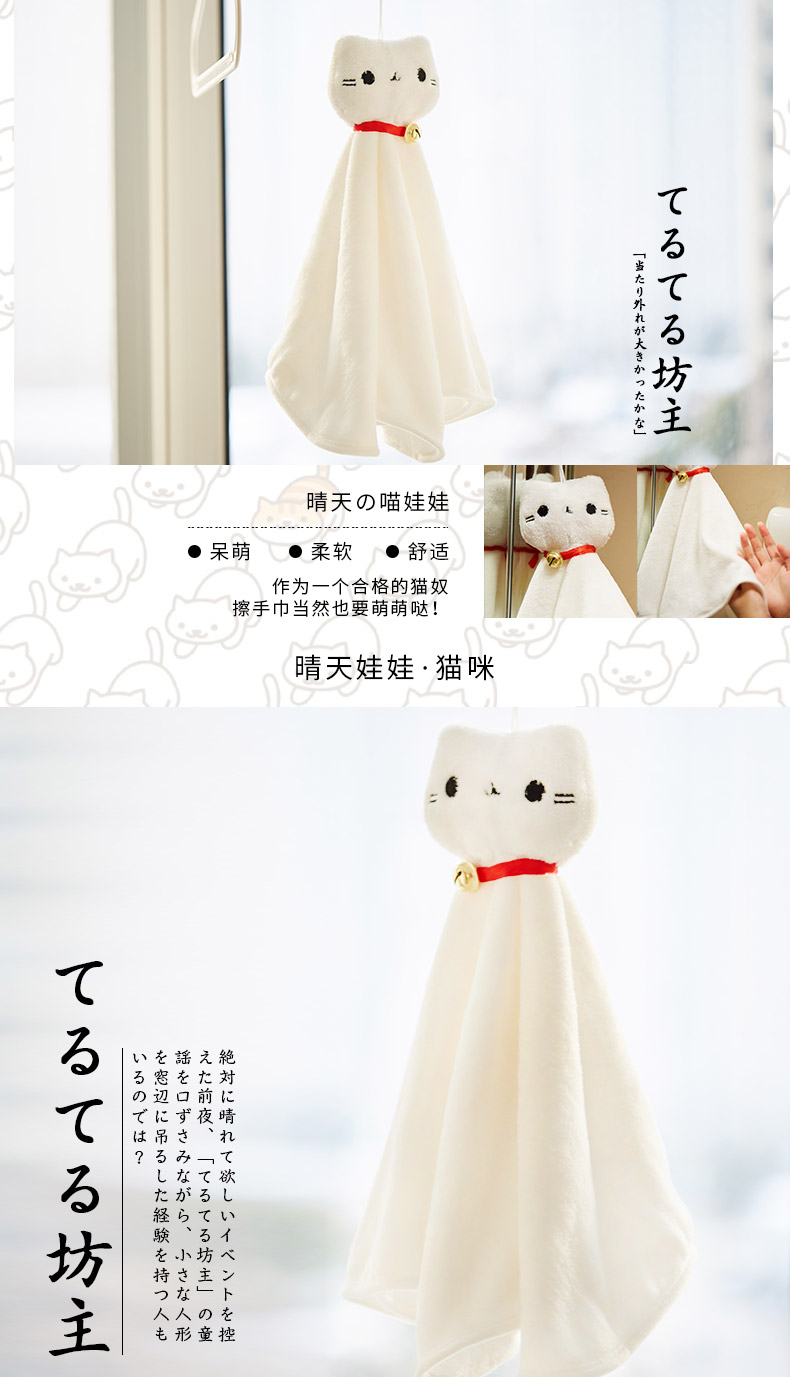 てるてる坊主
「当たり外れが大きかったかな」
晴天の喵娃娃
● 呆萌 ● 柔软 ● 舒适
作为一个合格的猫奴
擦手巾当然也要萌萌哒！
晴天娃娃·猫咪
てるてる坊主
絶対に晴れて欲しいイベントを控
えた前夜、「てるてる坊主」の童
謡を口ずさみながら、小さな人形
を窓辺に吊るした経験を持つ人も
いるのでは？